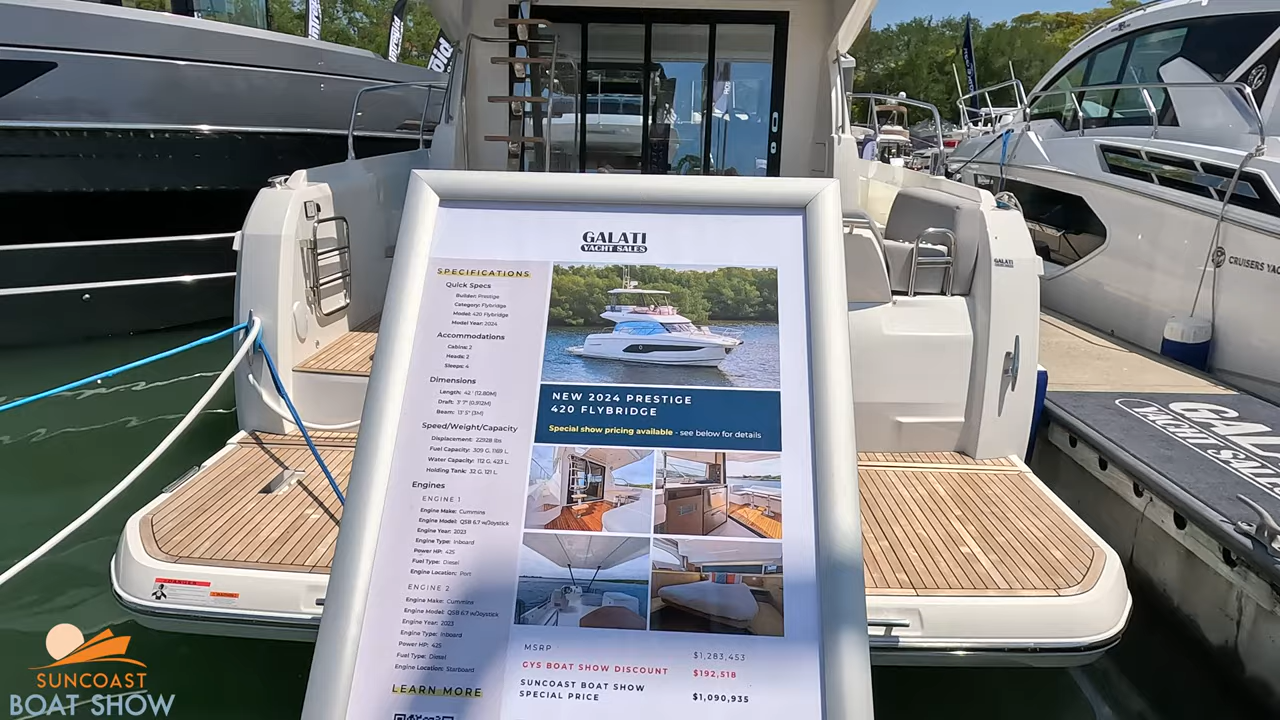 GALATI
YACHT SALES
SPECIFICATIONS
Quick Specs
Builder: Prestige
Category: Flybridge
Model: 420 Flybridge
Model Year: 2024
Accommodations
Cabins: 2
Heads: 2
Sleeps: 4
Dimensions
Length: 42' (12.80M)
Draft: 3' 7" (0.912M)
Beam: 13' 5" (3M)
Speed/Weight/Capacity
Displacement: 22928 lbs
Fuel Capacity: 309 G, 1169 L
Water Capacity: 112 G, 423 L
Holding Tank: 32 G, 121 L
Engines
ENGINE 1
Engine Make: Cummins
Engine Model: QSB 6.7 w/Joystick
Engine Year: 2023
Engine Type: Inboard
Power HP: 425
Fuel Type: Diesel
Engine Location: Port
ENGINE 2
Engine Make: Cummins
Engine Model: QSB 6.7 w/Joystick
Engine Year: 2023
Engine Type: Inboard
Power HP: 425
Fuel Type: Diesel
Engine Location: Starboard
LEARN MORE
NEW 2024 PRESTIGE
420 FLYBRIDGE
Special show pricing available - see below for details
MSRP $1,283,453
GYS BOAT SHOW DISCOUNT $192,518
SUNCOAST BOAT SHOW
SPECIAL PRICE $1,090,935
GALATI
CRUISERS YAC
GALATI
YACHT SALES
DANGER
SUNCOAST
BOAT SHOW